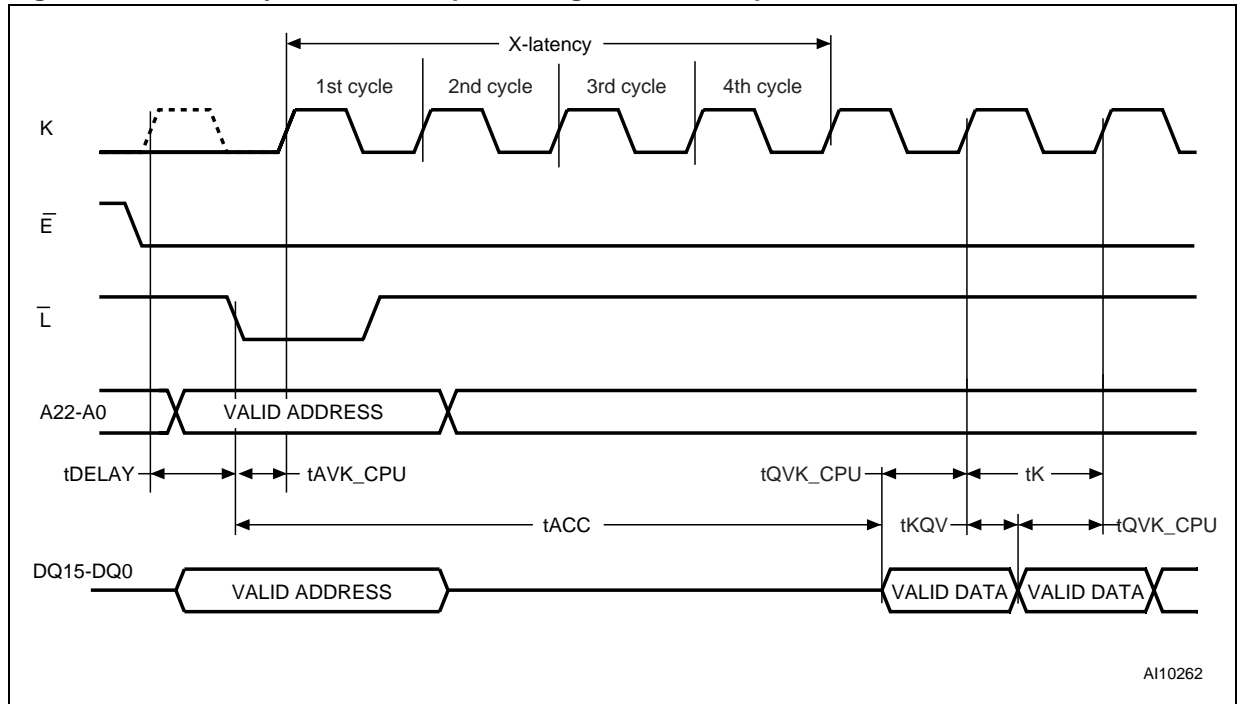 X-latency
1st cycle
2nd cycle
3rd cycle
4th cycle
K
E
L
A22-A0
VALID ADDRESS
tDELAY
tAVK_CPU
tQVK_CPU
tK
tACC
tKQV
tQVK_CPU
DQ15-DQ0
VALID ADDRESS
VALID DATA
VALID DATA
AI10262